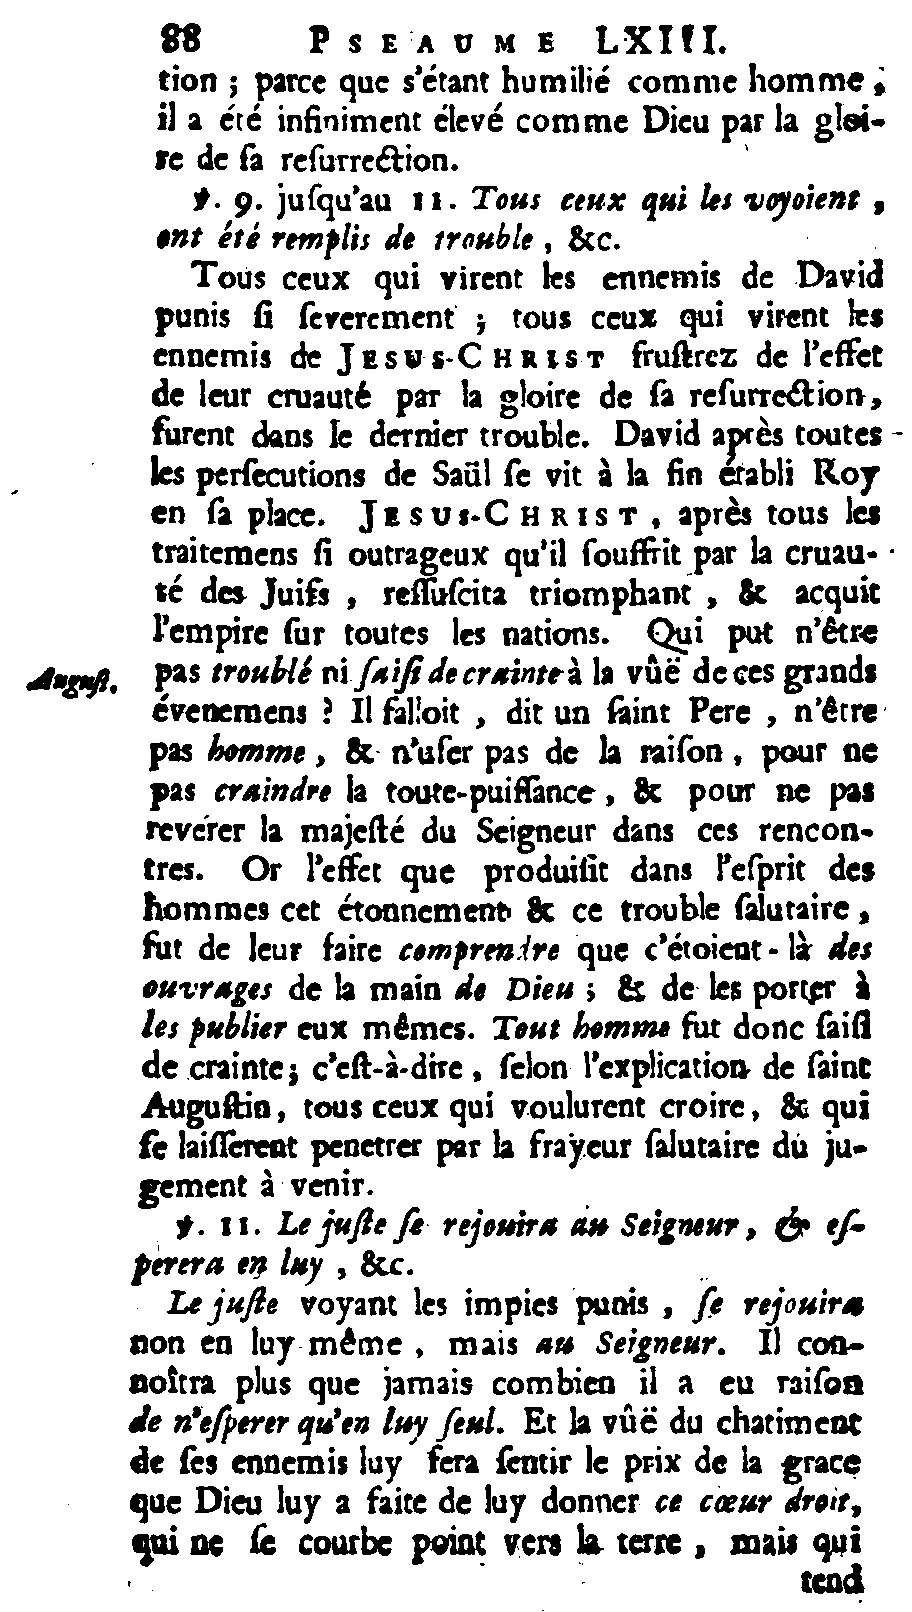 88 PSEAUME LXIII.
tion ; parce que s'étant humilié comme homme,
il a été infiniment élevé comme Dieu par la gloi-
re de ſa reſurrection.
℣. 9. juſqu'au 11. Tous ceux qui les voyoient,
ont été remplis de trouble, &c.
Tous ceux qui virent les ennemis de David
punis ſi ſeverement ; tous ceux qui virent les
ennemis de JESUS-CHRIST fruſtrez de l'effet
de leur cruauté par la gloire de ſa reſurrection,
furent dans le dernier trouble. David après toutes
les perſecutions de Saül ſe vit à la fin établi Roy
en ſa place. JESUS-CHRIST, après tous les
traitemens ſi outrageux qu'il ſouffrit par la cruau-
té des Juifs, reſſuſcita triomphant, & acquit
l'empire ſur toutes les nations. Qui put n'être
Auguſt.
pas troublé ni ſaiſi de crainte à la vûë de ces grands
évenemens ? Il falloit, dit un ſaint Pere, n'être
pas homme, & n'uſer pas de la raiſon, pour ne
pas craindre la toute-puiſſance, & pour ne pas
reverer la majeſté du Seigneur dans ces rencon-
tres. Or l'effet que produiſit dans l'eſprit des
hommes cet étonnement & ce trouble ſalutaire,
fut de leur faire comprendre que c'étoient-là des
ouvrages de la main de Dieu ; & de les porter à
les publier eux mêmes. Tout homme fut donc ſaiſi
de crainte ; c'eſt-à-dire, ſelon l'explication de ſaint
Auguſtin, tous ceux qui voulurent croire, & qui
ſe laiſſerent penetrer par la frayeur ſalutaire du ju-
gement à venir.
℣. 11. Le juſte ſe rejouira au Seigneur, & eſ-
perera en luy, &c.
Le juſte voyant les impies punis, ſe rejouira
non en luy même, mais au Seigneur. Il con-
noîtra plus que jamais combien il a eu raiſon
de n'eſperer qu'en luy ſeul. Et la vûë du chatiment
de ſes ennemis luy fera ſentir le prix de la grace
que Dieu luy a faite de luy donner ce cœur droit,
qui ne ſe courbe point vers la terre, mais qui
tend